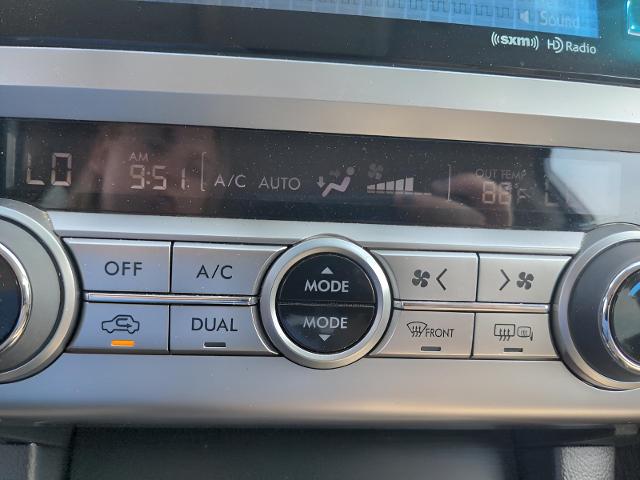 Sound
((sxm)) HD Radio
AM
OUT TEMP
LO 9:51 A/C AUTO 86°F
OFF A/C
MODE
MODE
DUAL
FRONT